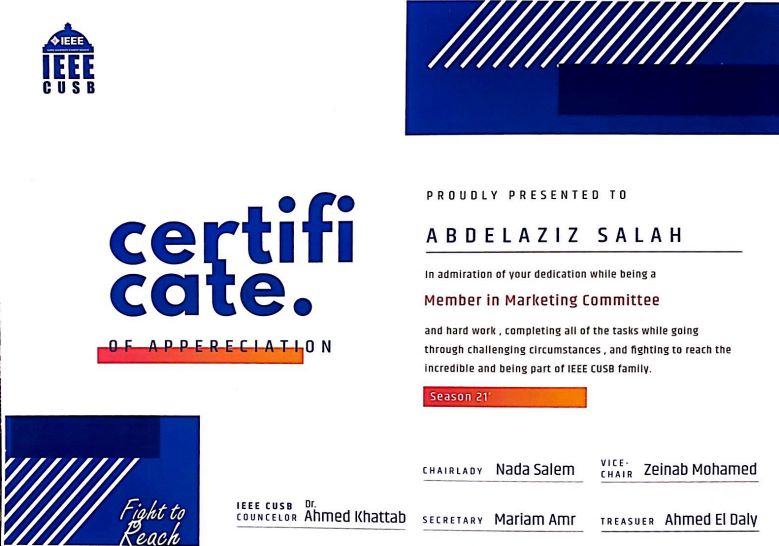 IEEE
IEEE
CUSB
certifi
cate.
OF APPERECIATION
PROUDLY PRESENTED TO
ABDELAZIZ SALAH
In admiration of your dedication while being a
Member in Marketing Committee
and hard work , completing all of the tasks while going
through challenging circumstances , and fighting to reach the
incredible and being part of IEEE CUSB family.
Season 21'
Fight to
Reach
IEEE CUSB
COUNCELOR
Dr.
Ahmed Khattab
CHAIRLADY Nada Salem
VICE-
CHAIR Zeinab Mohamed
SECRETARY Mariam Amr
TREASUER Ahmed El Daly